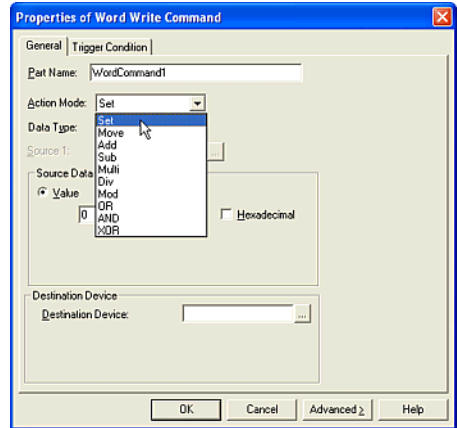 Properties of Word Write Command
General Trigger Condition
Part Name: WordCommand1
Action Mode: Set
Data Type: Set
Move
Source 1: Add ...
Sub
Multi
Source Data Div
Value Mod
0 OR Hexadecimal
AND
XOR
Destination Device
Destination Device: ...
OK Cancel Advanced > Help